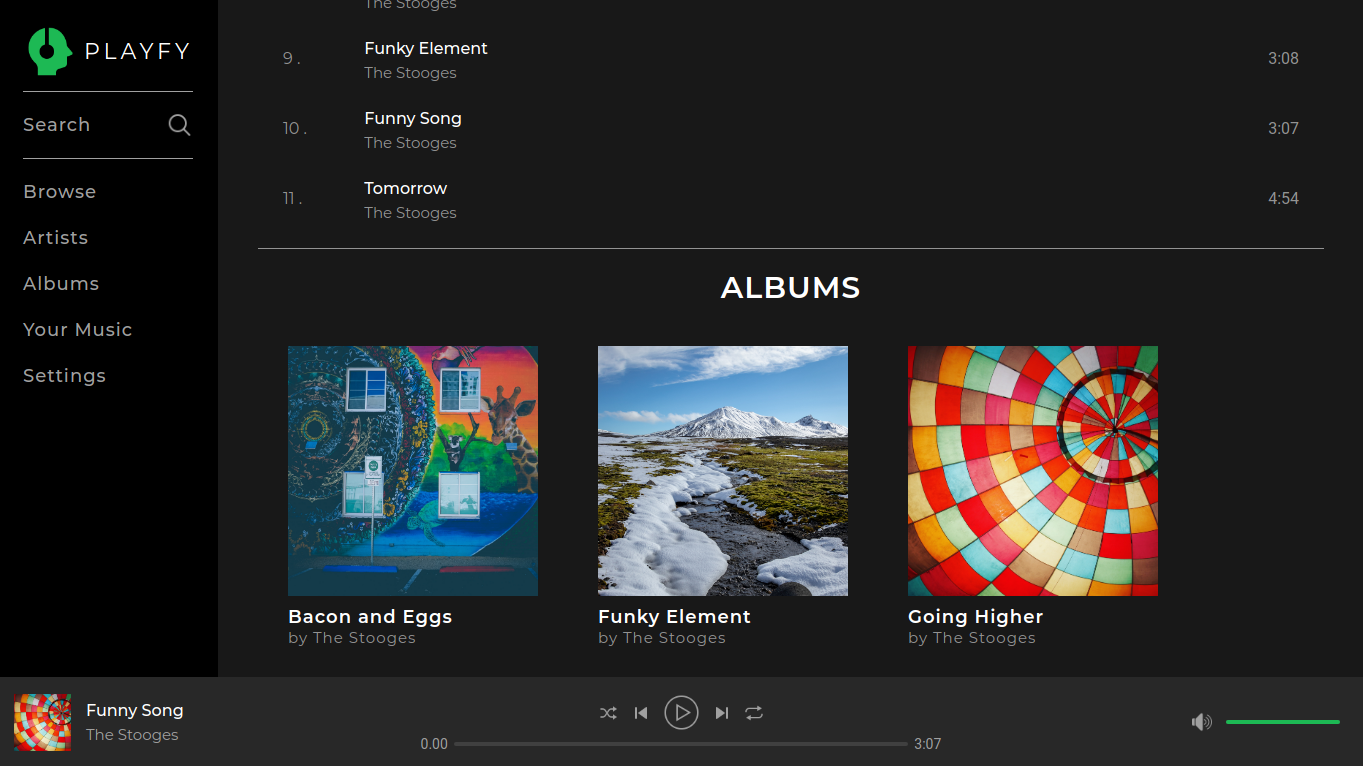 PLAYFY
Search
Browse
Artists
Albums
Your Music
Settings
The Stooges
9 .
Funky Element
The Stooges
3:08
10 .
Funny Song
The Stooges
3:07
11 .
Tomorrow
The Stooges
4:54
ALBUMS
Bacon and Eggs
by The Stooges
Funky Element
by The Stooges
Going Higher
by The Stooges
Funny Song
The Stooges
0.00
3:07